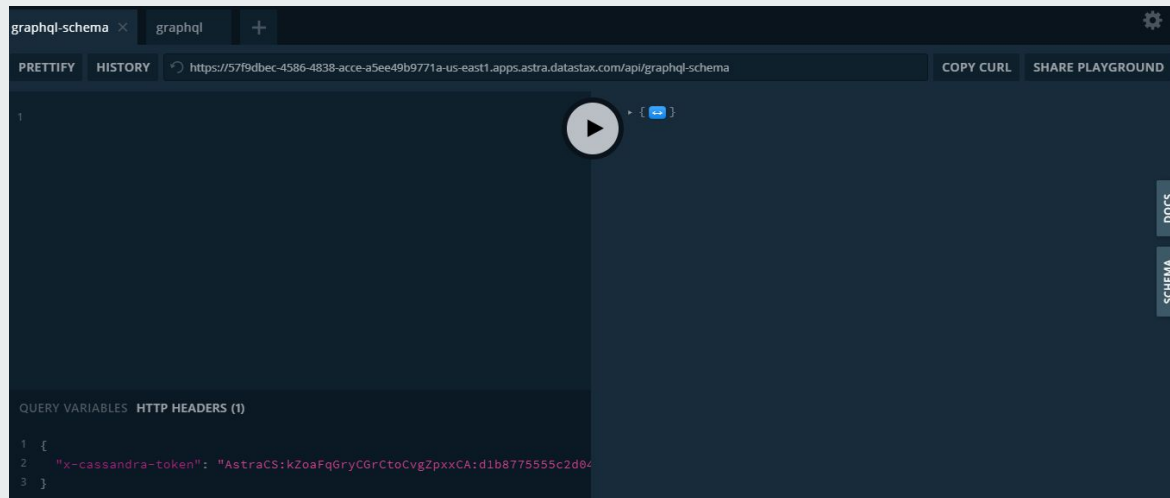 graphql-schema × graphql +
PRETTIFY HISTORY https://57f9dbec-4586-4838-acce-a5ee49b9771a-us-east1.apps.astra.datastax.com/api/graphql-schema COPY CURL SHARE PLAYGROUND
1
{ ↔ }
DOCS
SCHEMA
QUERY VARIABLES HTTP HEADERS (1)
1 {
2 "x-cassandra-token": "AstraCS:kZoaFqGryCGrCtoCvgZpxxCA:d1b8775555c2d04
3 }